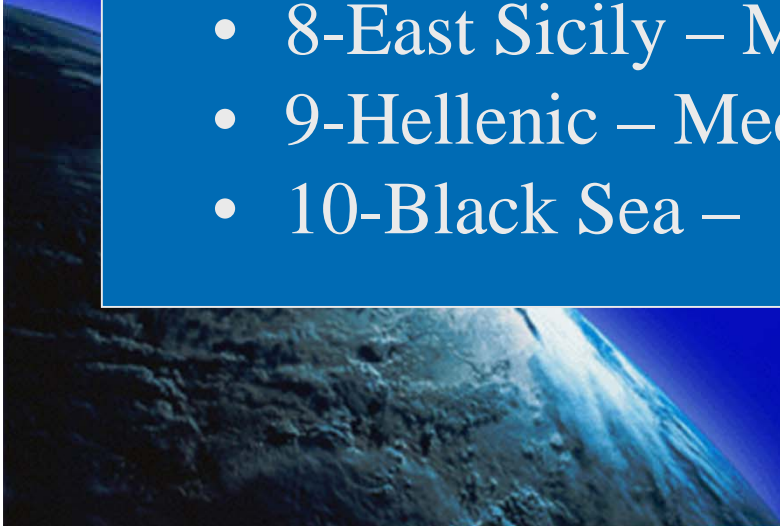 • 8-East Sicily –
• 9-Hellenic –
• 10-Black Sea –